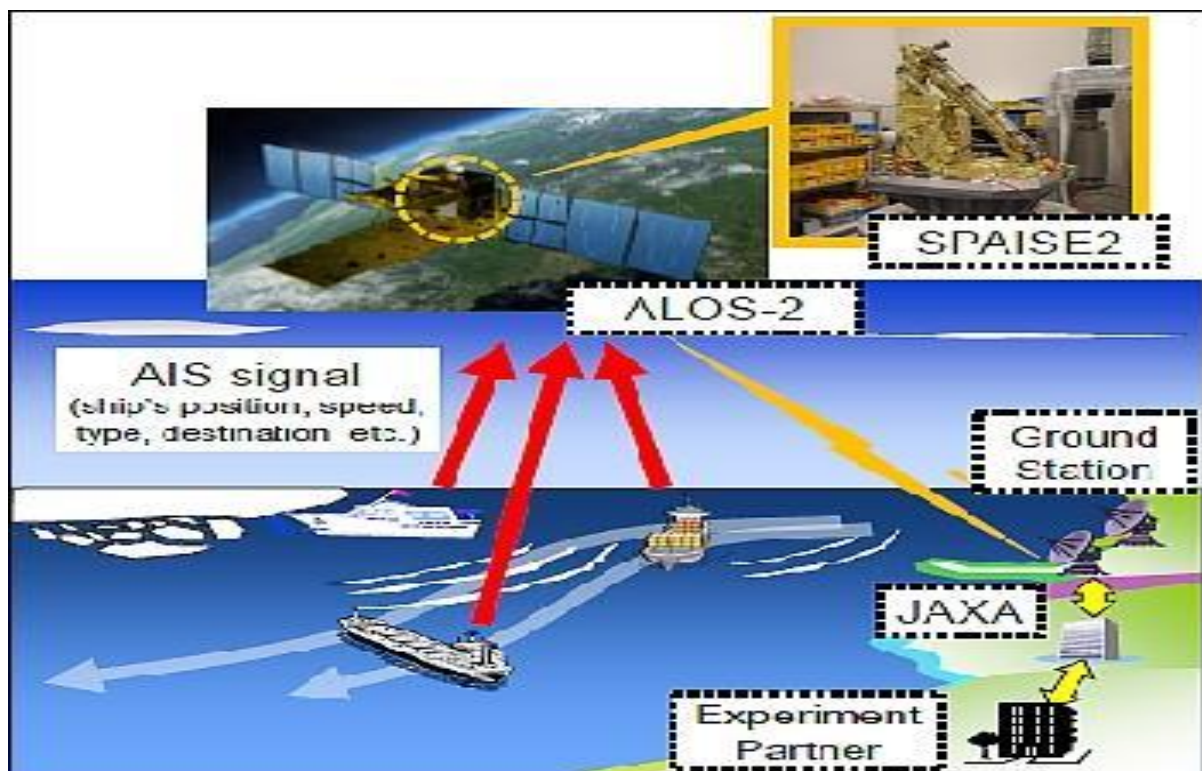 SPAISE2
ALOS-2
AIS signal
(ship's position, speed,
type, destination etc.)
Ground
Station
JAXA
Experiment
Partner